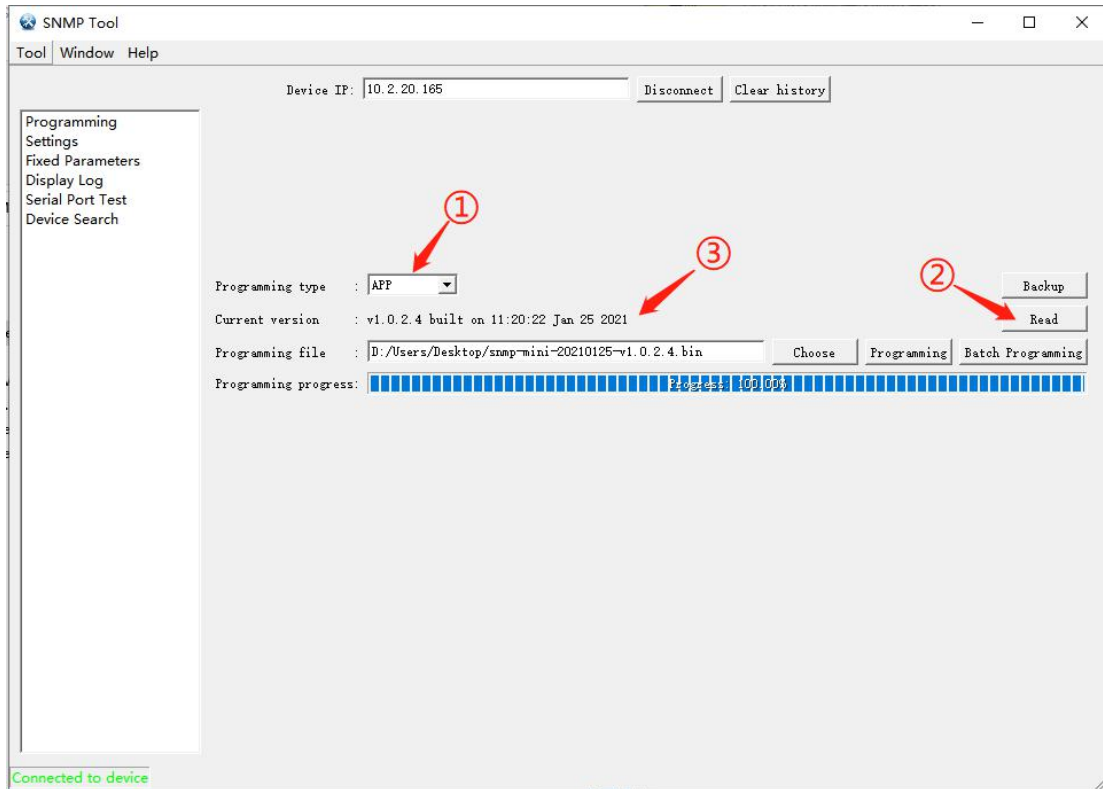 SNMP Tool
Tool Window Help
Device IP: 10.2.20.165 Disconnect Clear history
Programming
Settings
Fixed Parameters
Display Log
Serial Port Test
Device Search
①
③
②
Programming type : APP Backup
Current version : v1.0.2.4 built on 11:20:22 Jan 25 2021 Read
Programming file : D:/Users/Desktop/snmp-mini-20210125-v1.0.2.4.bin Choose Programming Batch Programming
Programming progress: Progress: 100.00%
Connected to device